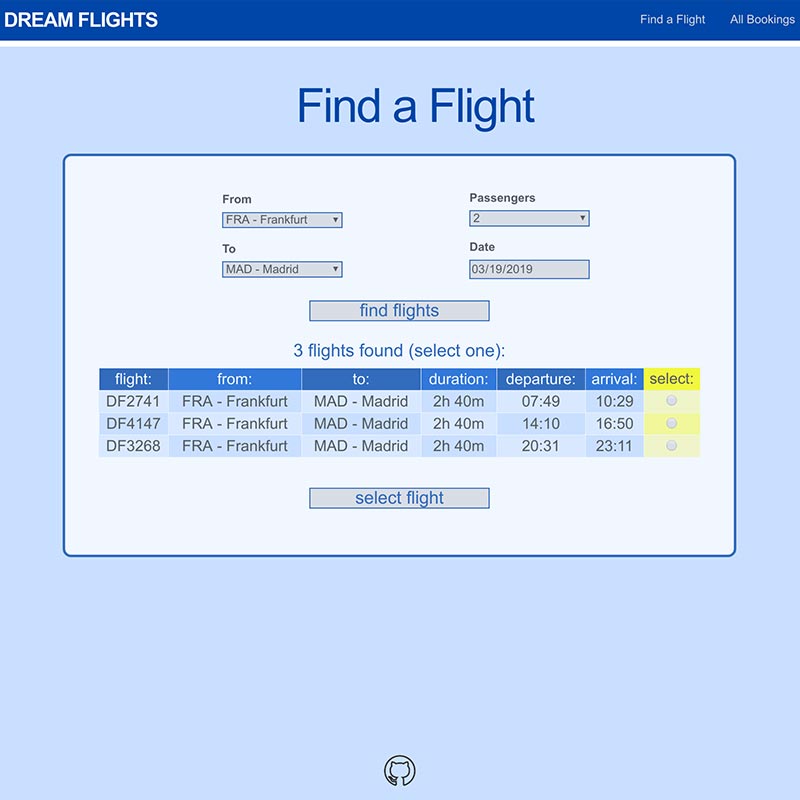 DREAM FLIGHTS
Find a Flight All Bookings
Find a Flight
From Passengers
FRA - Frankfurt 2
To Date
MAD - Madrid 03/19/2019
find flights
3 flights found (select one):
flight: from: to: duration: departure: arrival: select:
DF2741 FRA - Frankfurt MAD - Madrid 2h 40m 07:49 10:29
DF4147 FRA - Frankfurt MAD - Madrid 2h 40m 14:10 16:50
DF3268 FRA - Frankfurt MAD - Madrid 2h 40m 20:31 23:11
select flight